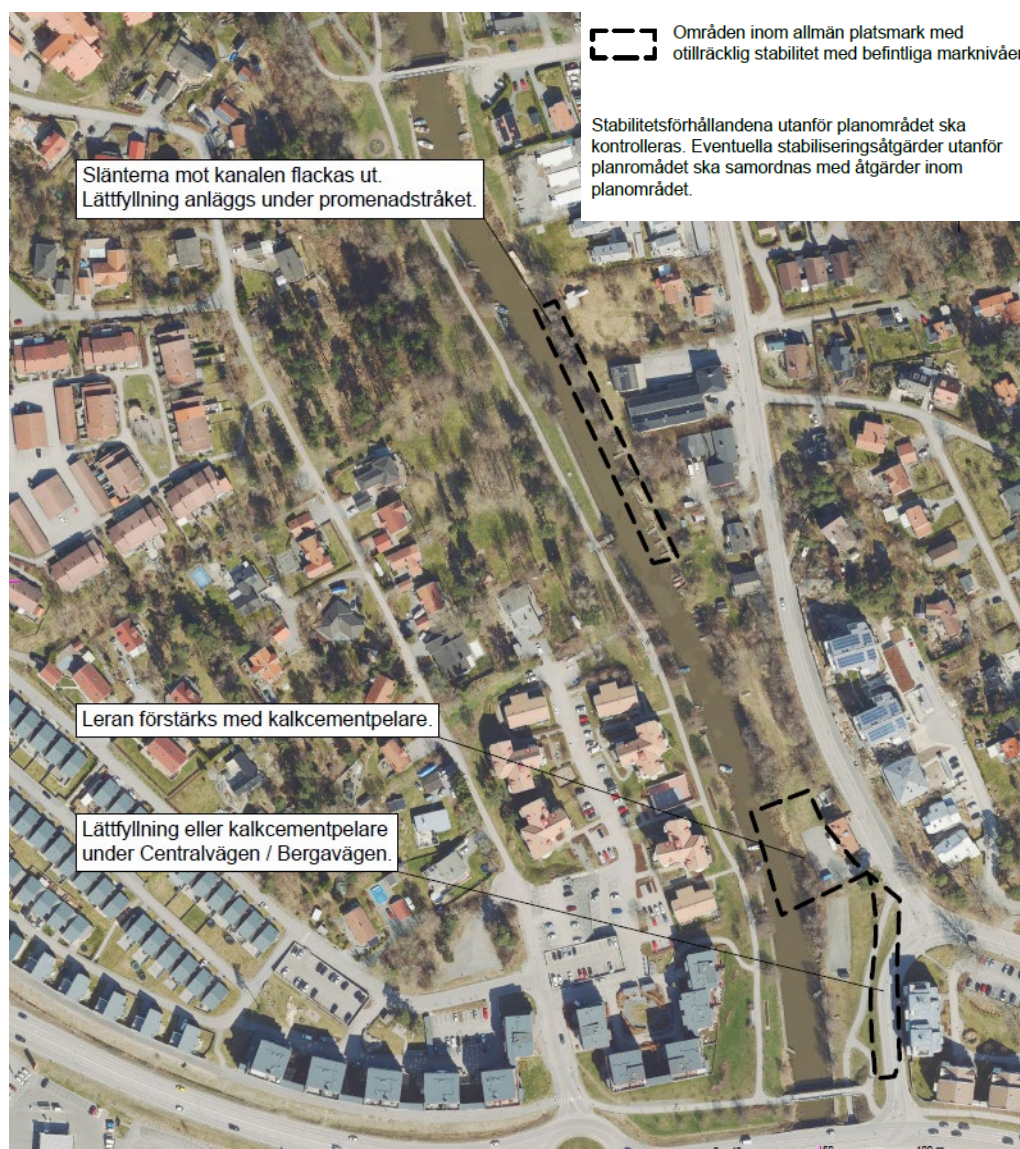 Områden inom allmän platsmark med
otillräcklig stabilitet med befintliga marknivåer
Stabilitetsförhållandena utanför planområdet ska
kontrolleras. Eventuella stabiliseringsåtgärder utanför
planromådet ska samordnas med åtgärder inom
planområdet.
Slänterna mot kanalen flackas ut.
Lättfyllning anläggs under promenadstråket.
Leran förstärks med kalkcementpelare.
Lättfyllning eller kalkcementpelare
under Centralvägen / Bergavägen.